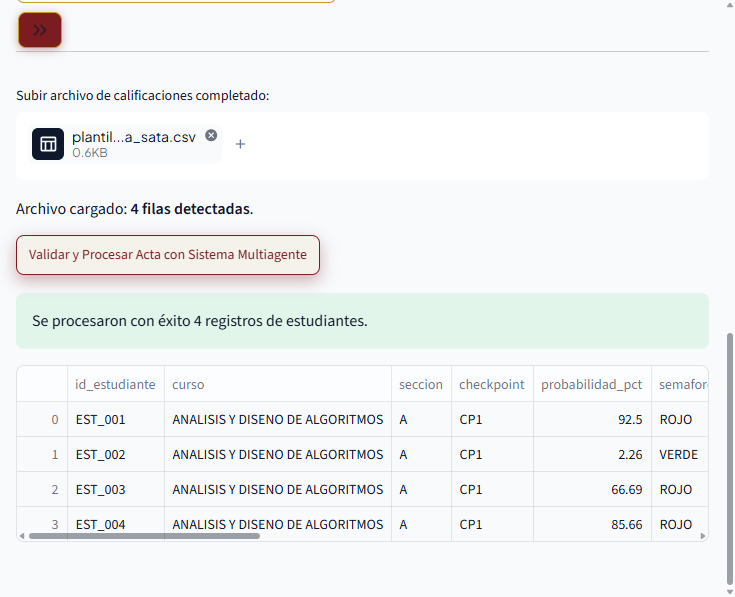 Subir archivo de calificaciones completado:
plantil...a_sata.csv
0.6KB
Archivo cargado: 4 filas detectadas.
Validar y Procesar Acta con Sistema Multiagente
Se procesaron con éxito 4 registros de estudiantes.
id_estudiante curso seccion checkpoint probabilidad_pct semafor
0 EST_001 ANALISIS Y DISENO DE ALGORITMOS A CP1 92.5 ROJO
1 EST_002 ANALISIS Y DISENO DE ALGORITMOS A CP1 2.26 VERDE
2 EST_003 ANALISIS Y DISENO DE ALGORITMOS A CP1 66.69 ROJO
3 EST_004 ANALISIS Y DISENO DE ALGORITMOS A CP1 85.66 ROJO